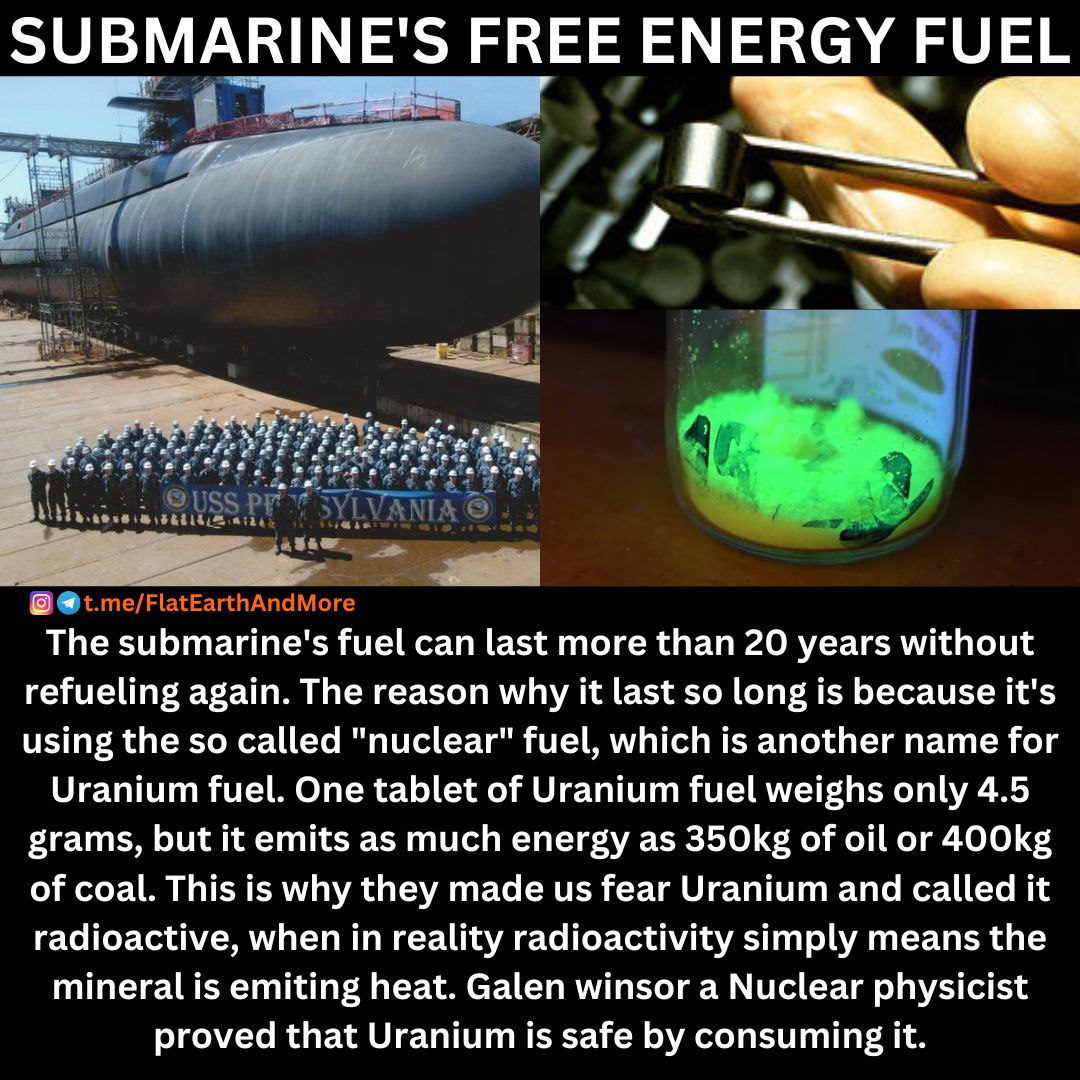 SUBMARINE'S FREE ENERGY FUEL
USS PE SYLVANIA
t.me/FlatEarthAndMore
The submarine's fuel can last more than 20 years without
refueling again. The reason why it last so long is because it's
using the so called "nuclear" fuel, which is another name for
Uranium fuel. One tablet of Uranium fuel weighs only 4.5
grams, but it emits as much energy as 350kg of oil or 400kg
of coal. This is why they made us fear Uranium and called it
radioactive, when in reality radioactivity simply means the
mineral is emiting heat. Galen winsor a Nuclear physicist
proved that Uranium is safe by consuming it.